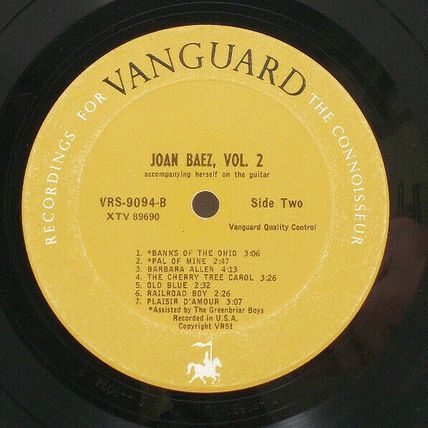 RECORDINGS FOR VANGUARD THE CONNOISSEUR
JOAN BAEZ, VOL. 2
accompanying herself on the guitar
VRS-9094-B Side Two
XTV 89690
Vanguard Quality Control
1. *BANKS OF THE OHIO 3:06
2. *PAL OF MINE 2:47
3. BARBARA ALLEN 4:13
4. THE CHERRY TREE CAROL 3:26
5. OLD BLUE 2:32
6. RAILROAD BOY 2:26
7. PLAISIR D'AMOUR 3:07
*Assisted by The Greenbriar Boys
Recorded in U.S.A.
Copyright VRS!